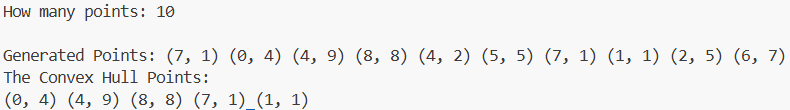 How many points: 10
Generated Points: (7, 1) (0, 4) (4, 9) (8, 8) (4, 2) (5, 5) (7, 1) (1, 1) (2, 5) (6, 7)
The Convex Hull Points:
(0, 4) (4, 9) (8, 8) (7, 1)_(1, 1)